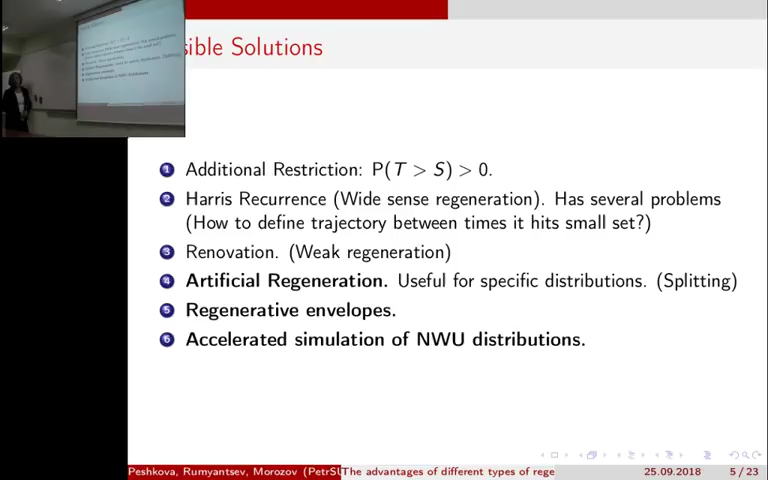 sible Solutions
1 Additional Restriction: P(T > S) > 0.
2 Harris Recurrence (Wide sense regeneration). Has several problems
(How to define trajectory between times it hits small set?)
3 Renovation. (Weak regeneration)
4 Artificial Regeneration. Useful for specific distributions. (Splitting)
5 Regenerative envelopes.
6 Accelerated simulation of NWU distributions.
Peshkova, Rumyantsev, Morozov (PetrSU The advantages of different types of rege 25.09.2018 5 / 23